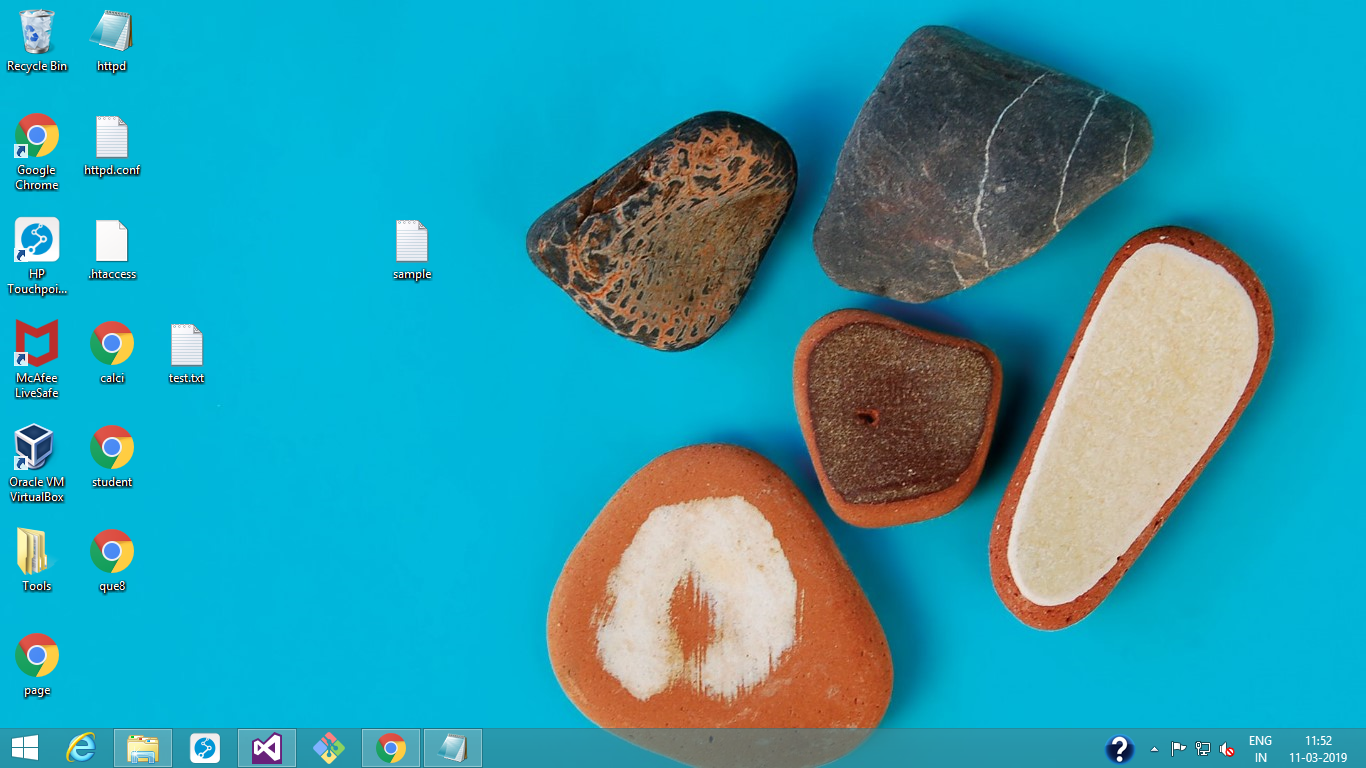 Recycle Bin
httpd
Google
Chrome
httpd.conf
HP
Touchpoi...
.htaccess
sample
McAfee
LiveSafe
calci
test.txt
Oracle VM
VirtualBox
student
Tools
que8
page
ENG
IN
11:52
11-03-2019